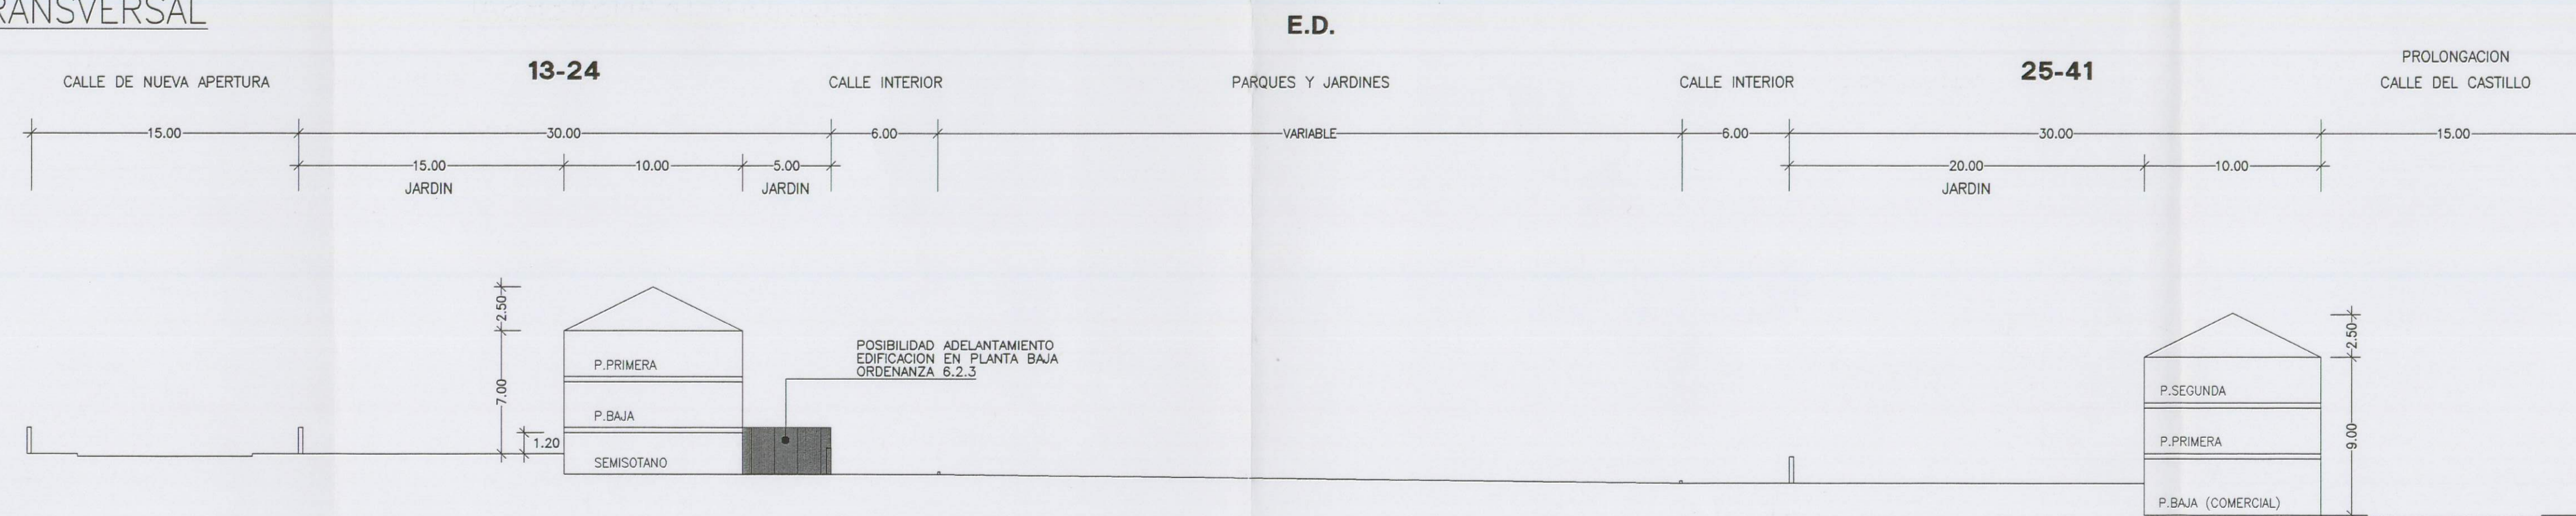 RANSVERSAL
E.D.
13-24
25-41
PROLONGACION
CALLE DE NUEVA APERTURA
CALLE INTERIOR
PARQUES Y JARDINES
CALLE INTERIOR
CALLE DEL CASTILLO
15.00
30.00
6.00
VARIABLE
6.00
30.00
15.00
15.00
10.00
5.00
20.00
10.00
JARDIN
JARDIN
JARDIN
2.50
7.00
1.20
P.PRIMERA
P.BAJA
SEMISOTANO
POSIBILIDAD ADELANTAMIENTO
EDIFICACION EN PLANTA BAJA
ORDENANZA 6.2.3
2.50
9.00
P.SEGUNDA
P.PRIMERA
P.BAJA (COMERCIAL)